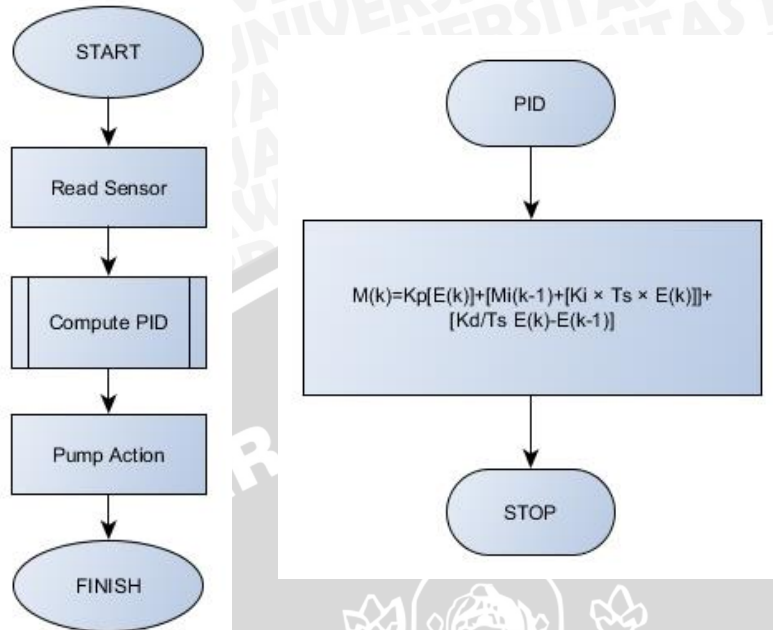 START
Read Sensor
Compute PID
Pump Action
FINISH
PID
M(k)=Kp[E(k)]+[Mi(k-1)+[Ki × Ts × E(k)]]+
[Kd/Ts E(k)-E(k-1)]
STOP